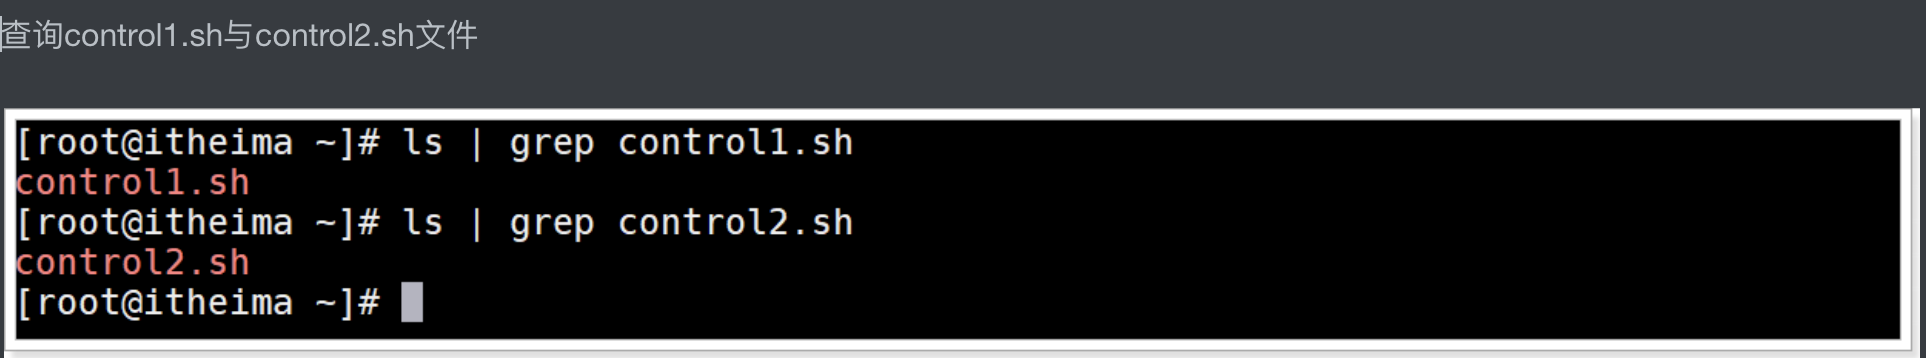 查询control1.sh与control2.sh文件
[root@itheima ~]# ls | grep control1.sh
control1.sh
[root@itheima ~]# ls | grep control2.sh
control2.sh
[root@itheima ~]#